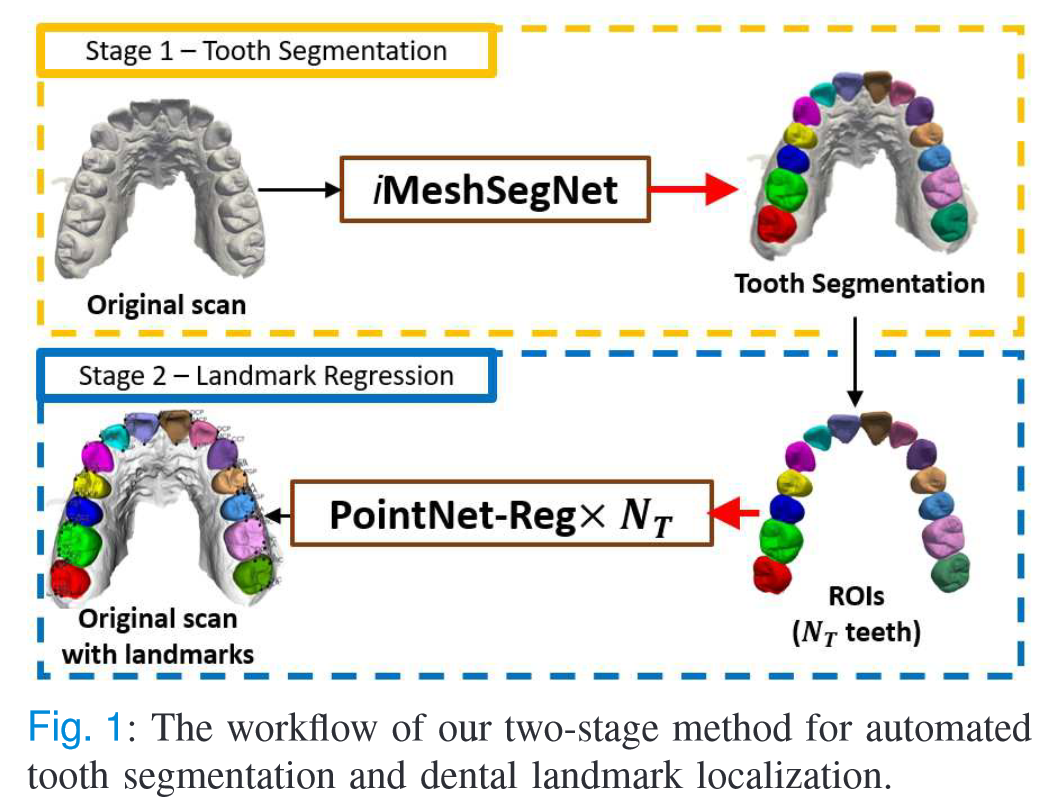 Stage 1 – Tooth Segmentation
iMeshSegNet
Original scan
Tooth Segmentation
Stage 2 – Landmark Regression
PointNet-Reg× N_T
ROIs
(N_T teeth)
Original scan
with landmarks
Fig. 1: The workflow of our two-stage method for automated
tooth segmentation and dental landmark localization.